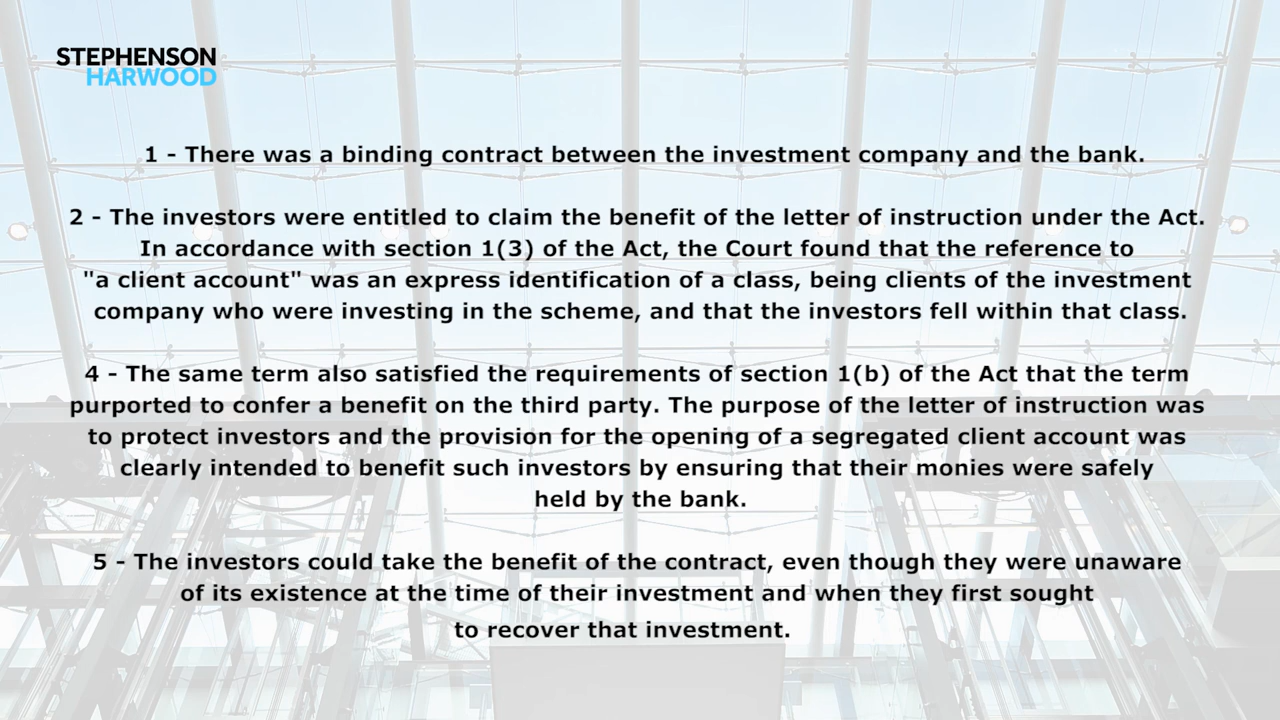 STEPHENSON
HARWOOD
1 - There was a binding contract between the investment company and the bank.
2 - The investors were entitled to claim the benefit of the letter of instruction under the Act.
In accordance with section 1(3) of the Act, the Court found that the reference to
"a client account" was an express identification of a class, being clients of the investment
company who were investing in the scheme, and that the investors fell within that class.
4 - The same term also satisfied the requirements of section 1(b) of the Act that the term
purported to confer a benefit on the third party. The purpose of the letter of instruction was
to protect investors and the provision for the opening of a segregated client account was
clearly intended to benefit such investors by ensuring that their monies were safely
held by the bank.
5 - The investors could take the benefit of the contract, even though they were unaware
of its existence at the time of their investment and when they first sought
to recover that investment.